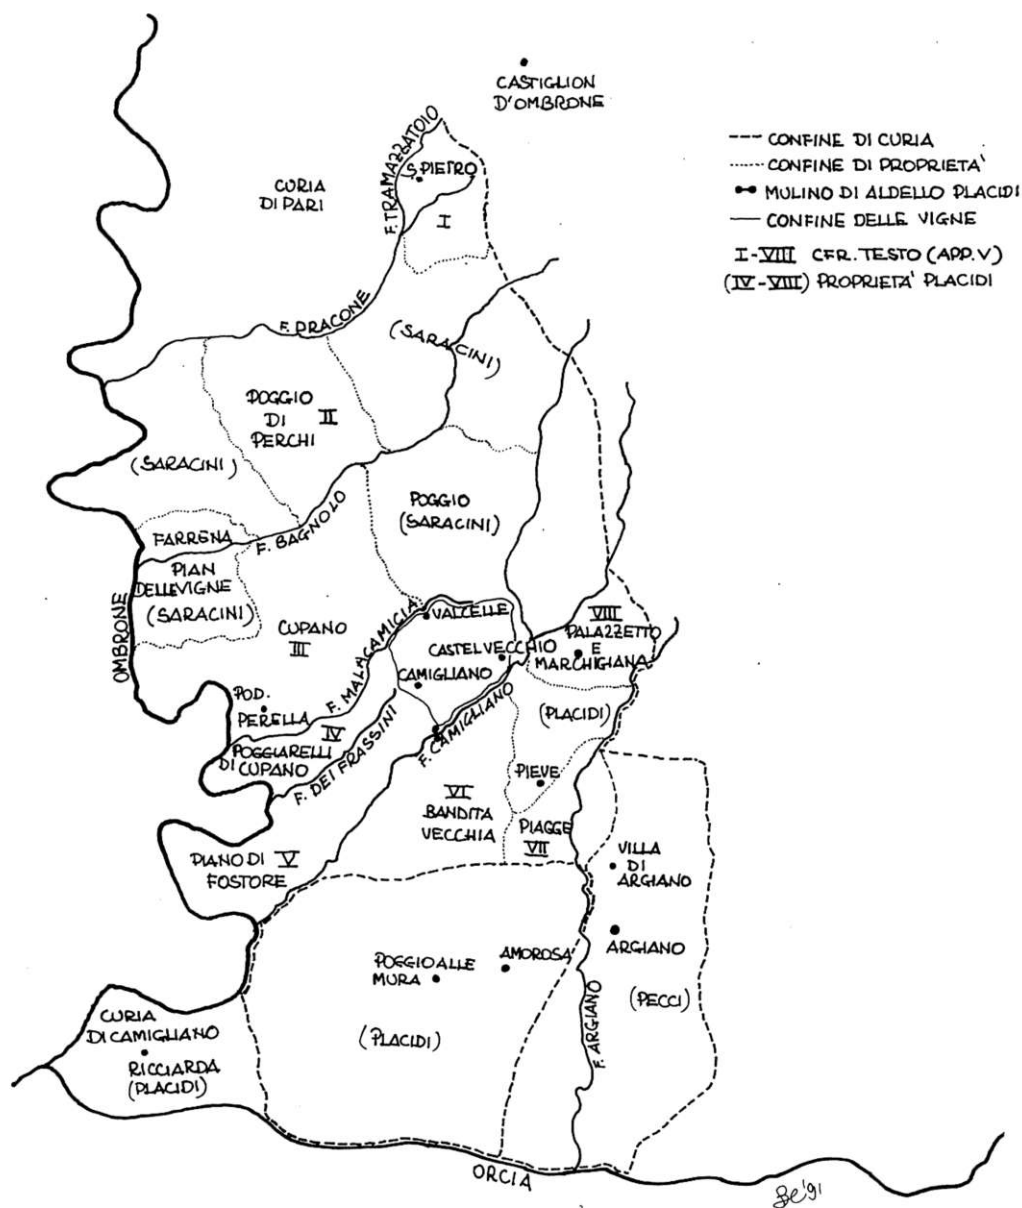 CASTIGLION
D'OMBRONE
--- CONFINE DI CURIA
........ CONFINE DI PROPRIETA'
MULINO DI ALDELLO PLACIDI
— CONFINE DELLE VIGNE
I-VIII CFR. TESTO (APP. V)
(IV-VIII) PROPRIETA' PLACIDI
F. TRAMAZZATOIO
S. PIETRO
I
CURIA
DI PARI
F. DRACONE
(SARACINI)
POGGIO II
DI
PERCHI
(SARACINI)
POGGIO
(SARACINI)
F. BAGNOLO
FARRENA
PIAN
DELLE VIGNE
(SARACINI)
OMBRONE
CUPANO
III
F. MALACAMIGIA
VALCELLE
CASTELVECCHIO
CAMIGLIANO
VIII
PALAZZETTO
E
MARCHIGIANA
POD.
PERELLA
IV
POGGIARELLI
DI
CUPANO
F. DEI FRASSINI
F. CAMIGLIANO
(PLACIDI)
PIEVE
VI
BANDITA
VECCHIA
PIAGGE
VII
PIANO DI V
FOSTORE
VILLA
DI
ARGIANO
ARGIANO
(PECCI)
F. ARGIANO
AMOROSA
POGGIO ALLE
MURA
(PLACIDI)
CURIA
DI CAMIGLIANO
RICCIARDA
(PLACIDI)
ORCIA
'91